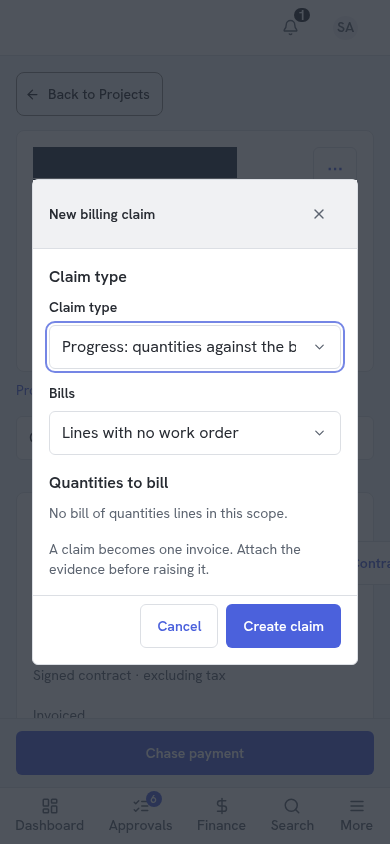 1
SA
Back to Projects
...
New billing claim
Claim type
Claim type
Progress: quantities against the b
Bills
Lines with no work order
Quantities to bill
No bill of quantities lines in this scope.
A claim becomes one invoice. Attach the
evidence before raising it.
Cancel
Create claim
Signed contract · excluding tax
Invoiced
Chase payment
6
Dashboard
Approvals
Finance
Search
More